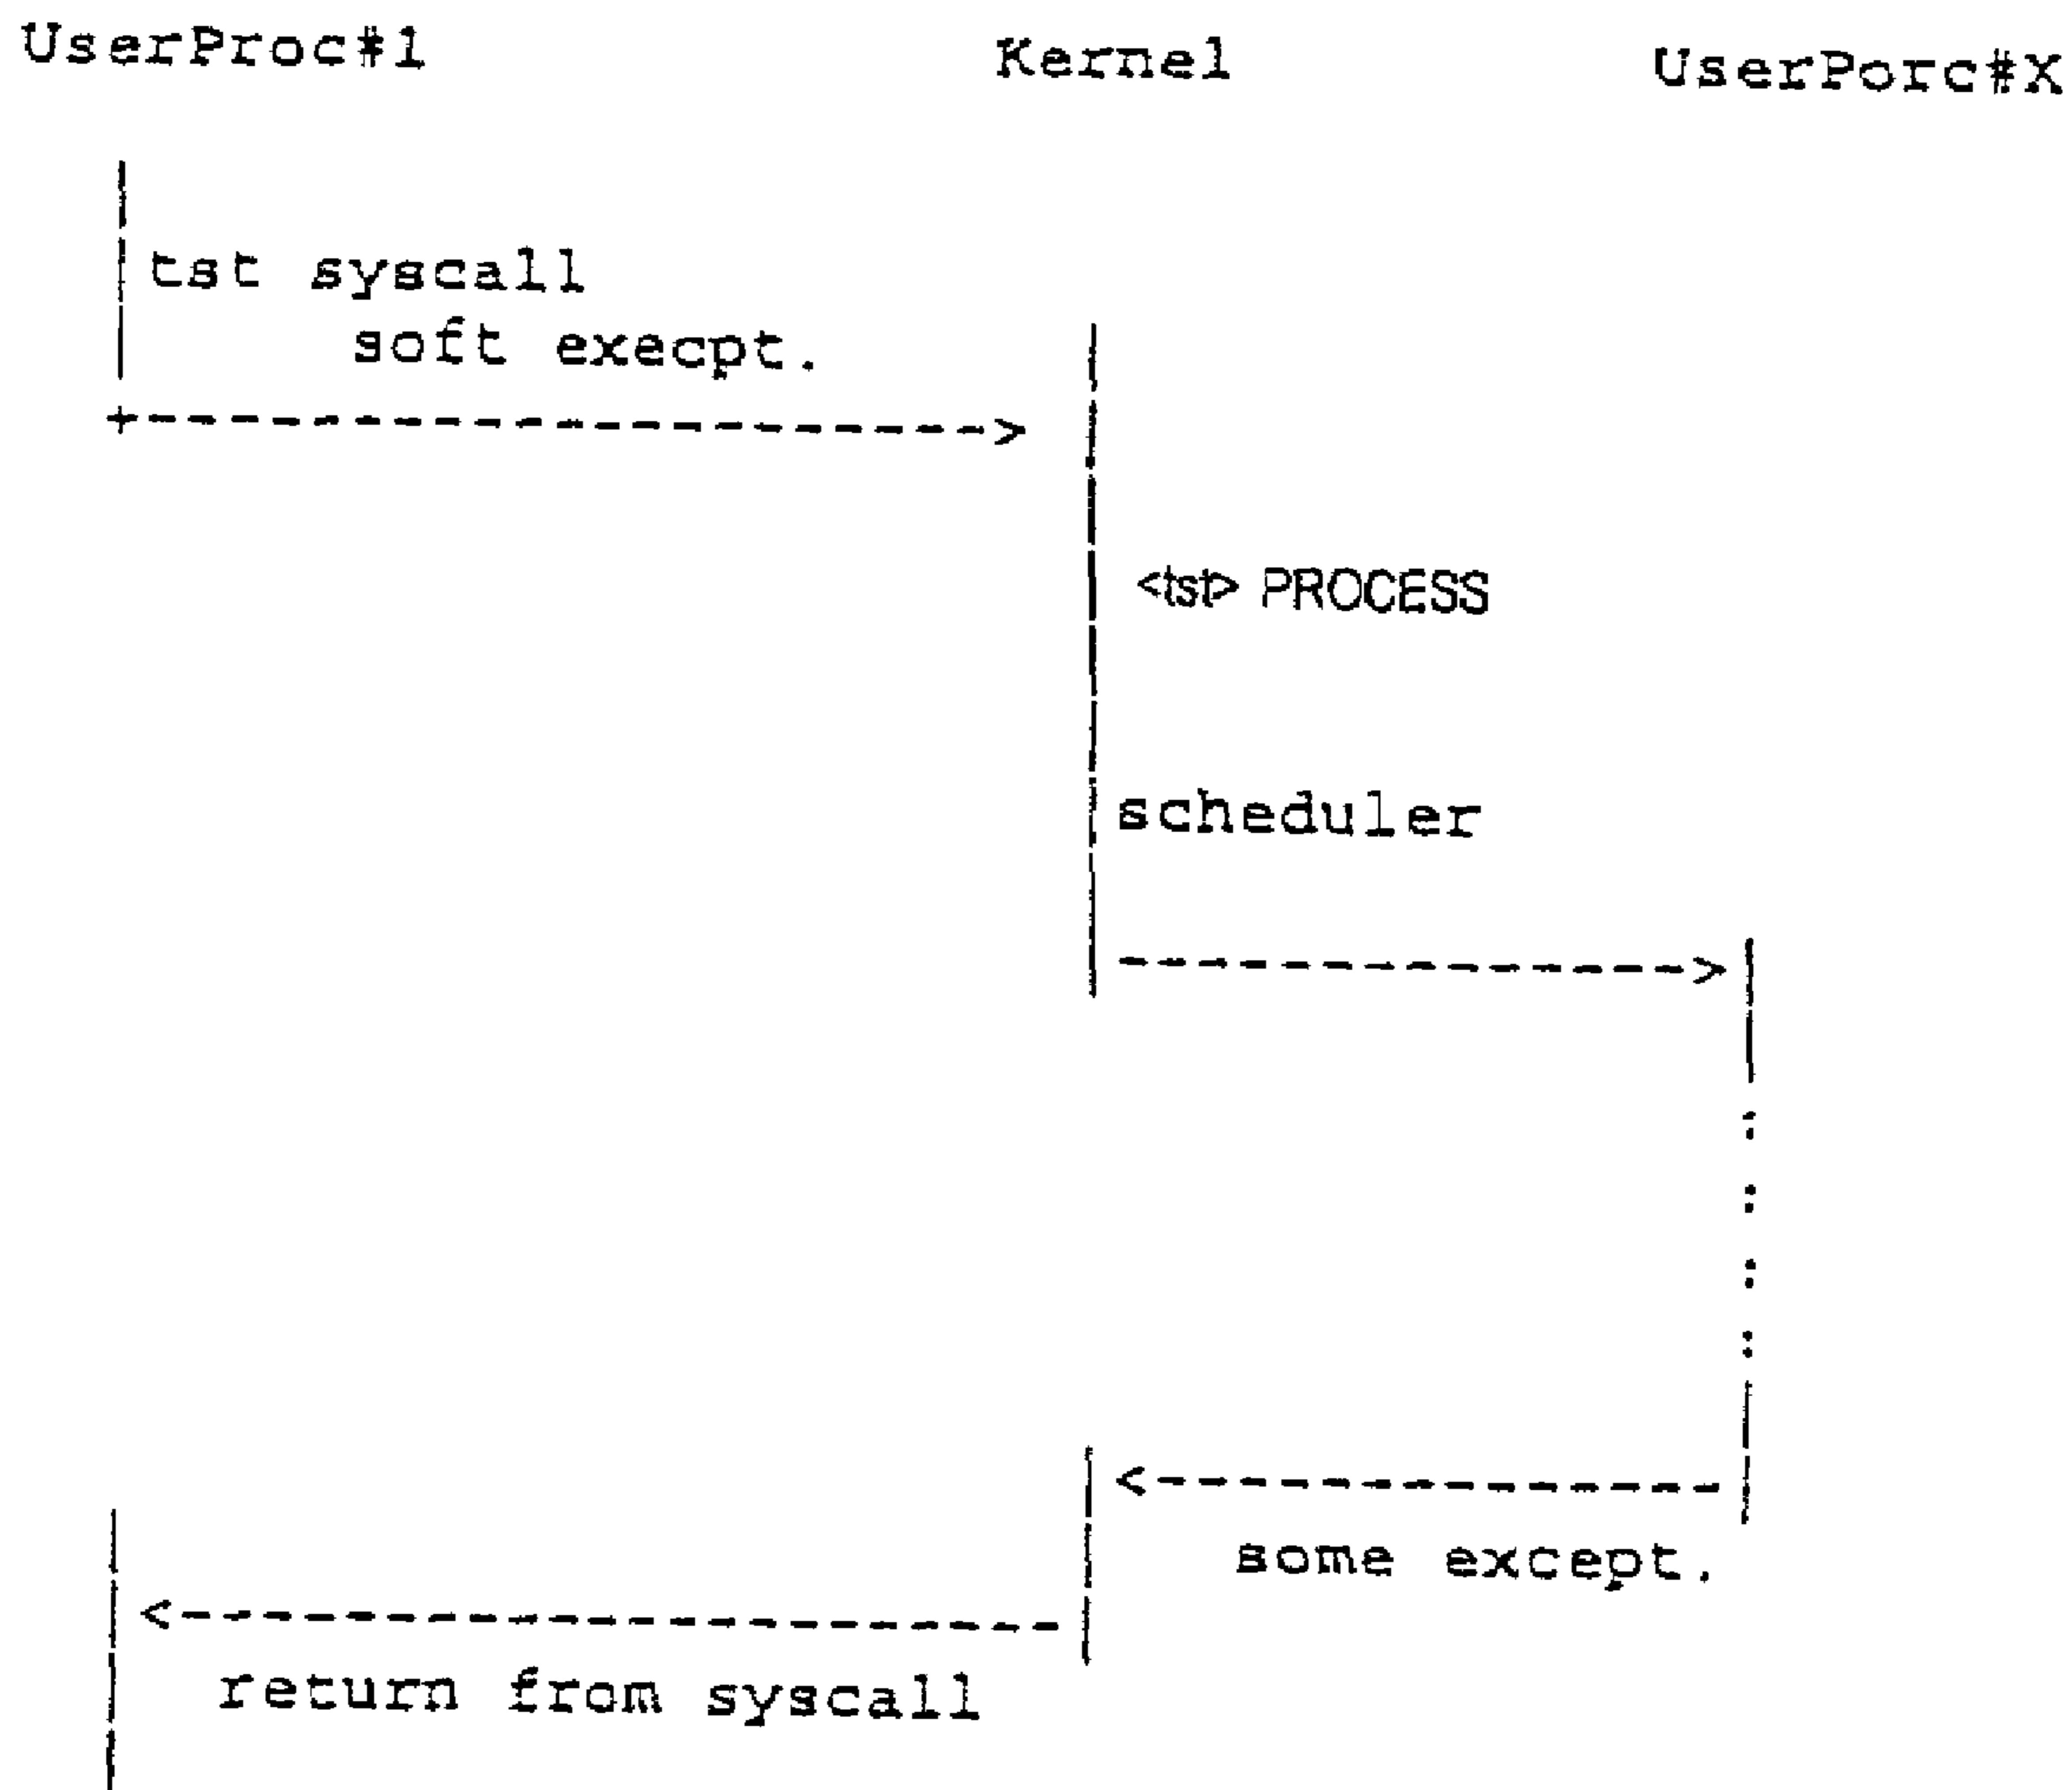 UserProc#1 Kernel UserPorc#X
tst syscall
soft execpt.
<tst> PROCESS
scheduler
some except.
return from syscall